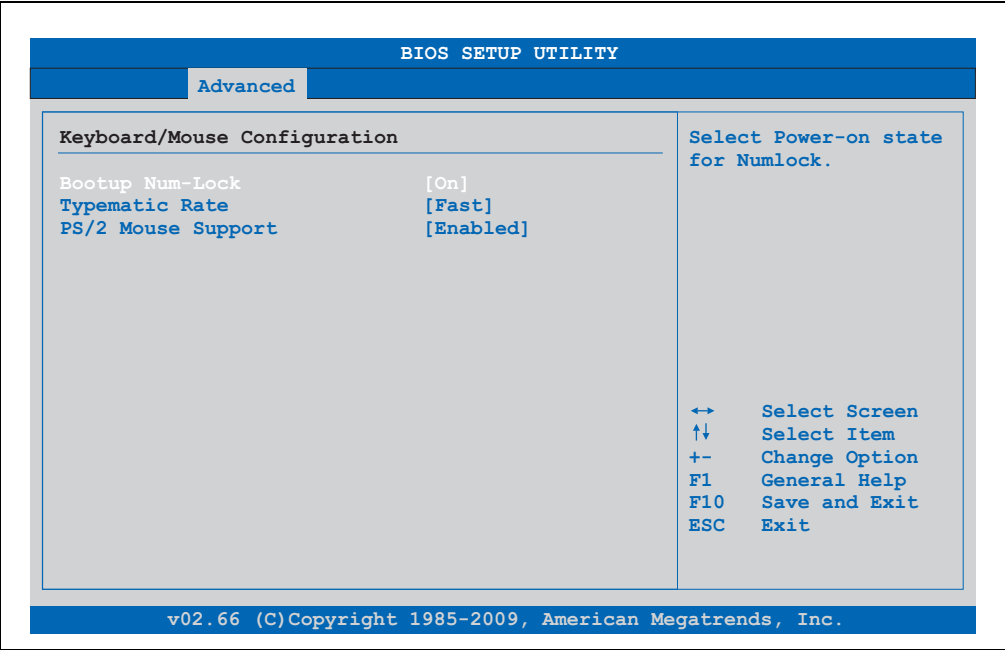 BIOS SETUP UTILITY
Advanced
Keyboard/Mouse Configuration
Bootup Num-Lock [On]
Typematic Rate [Fast]
PS/2 Mouse Support [Enabled]
Select Power-on state
for Numlock.
↔ Select Screen
↑↓ Select Item
+- Change Option
F1 General Help
F10 Save and Exit
ESC Exit
v02.66 (C)Copyright 1985-2009, American Megatrends, Inc.